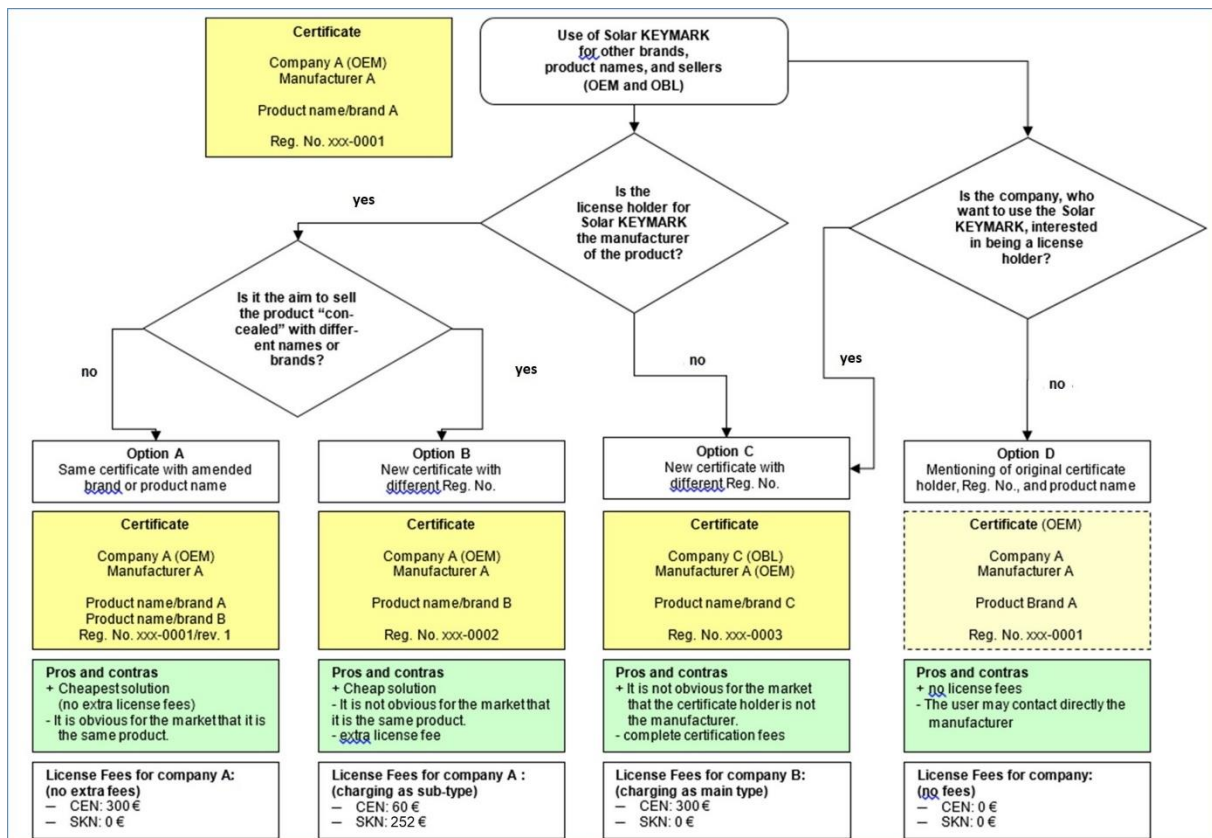 Certificate
Company A (OEM)
Manufacturer A
Product name/brand A
Reg. No. xxx-0001
Use of Solar KEYMARK
for other brands,
product names, and sellers
(OEM and OBL)
Is the
license holder for
Solar KEYMARK
the manufacturer
of the product?
Is the company, who
want to use the Solar
KEYMARK, interested
in being a license
holder?
yes
Is it the aim to sell
the product “con-
cealed” with differ-
ent names or
brands?
no
yes
no
yes
no
Option A
Same certificate with amended
brand or product name
Option B
New certificate with
different Reg. No.
Option C
New certificate with
different Reg. No.
Option D
Mentioning of original certificate
holder, Reg. No., and product name
Certificate
Company A (OEM)
Manufacturer A
Product name/brand A
Product name/brand B
Reg. No. xxx-0001/rev. 1
Certificate
Company A (OEM)
Manufacturer A
Product name/brand B
Reg. No. xxx-0002
Certificate
Company C (OBL)
Manufacturer A (OEM)
Product name/brand C
Reg. No. xxx-0003
Certificate (OEM)
Company A
Manufacturer A
Product Brand A
Reg. No. xxx-0001
Pros and contras
+ Cheapest solution
(no extra license fees)
- It is obvious for the market that it is
the same product.
Pros and contras
+ Cheap solution
- It is not obvious for the market that
it is the same product.
- extra license fee
Pros and contras
+ It is not obvious for the market
that the certificate holder is not
the manufacturer.
- complete certification fees
Pros and contras
+ no license fees
- The user may contact directly the
manufacturer
License Fees for company A:
(no extra fees)
– CEN: 300 €
– SKN: 0 €
License Fees for company A :
(charging as sub-type)
– CEN: 60 €
– SKN: 252 €
License Fees for company B:
(charging as main type)
– CEN: 300 €
– SKN: 0 €
License Fees for company:
(no fees)
– CEN: 0 €
– SKN: 0 €